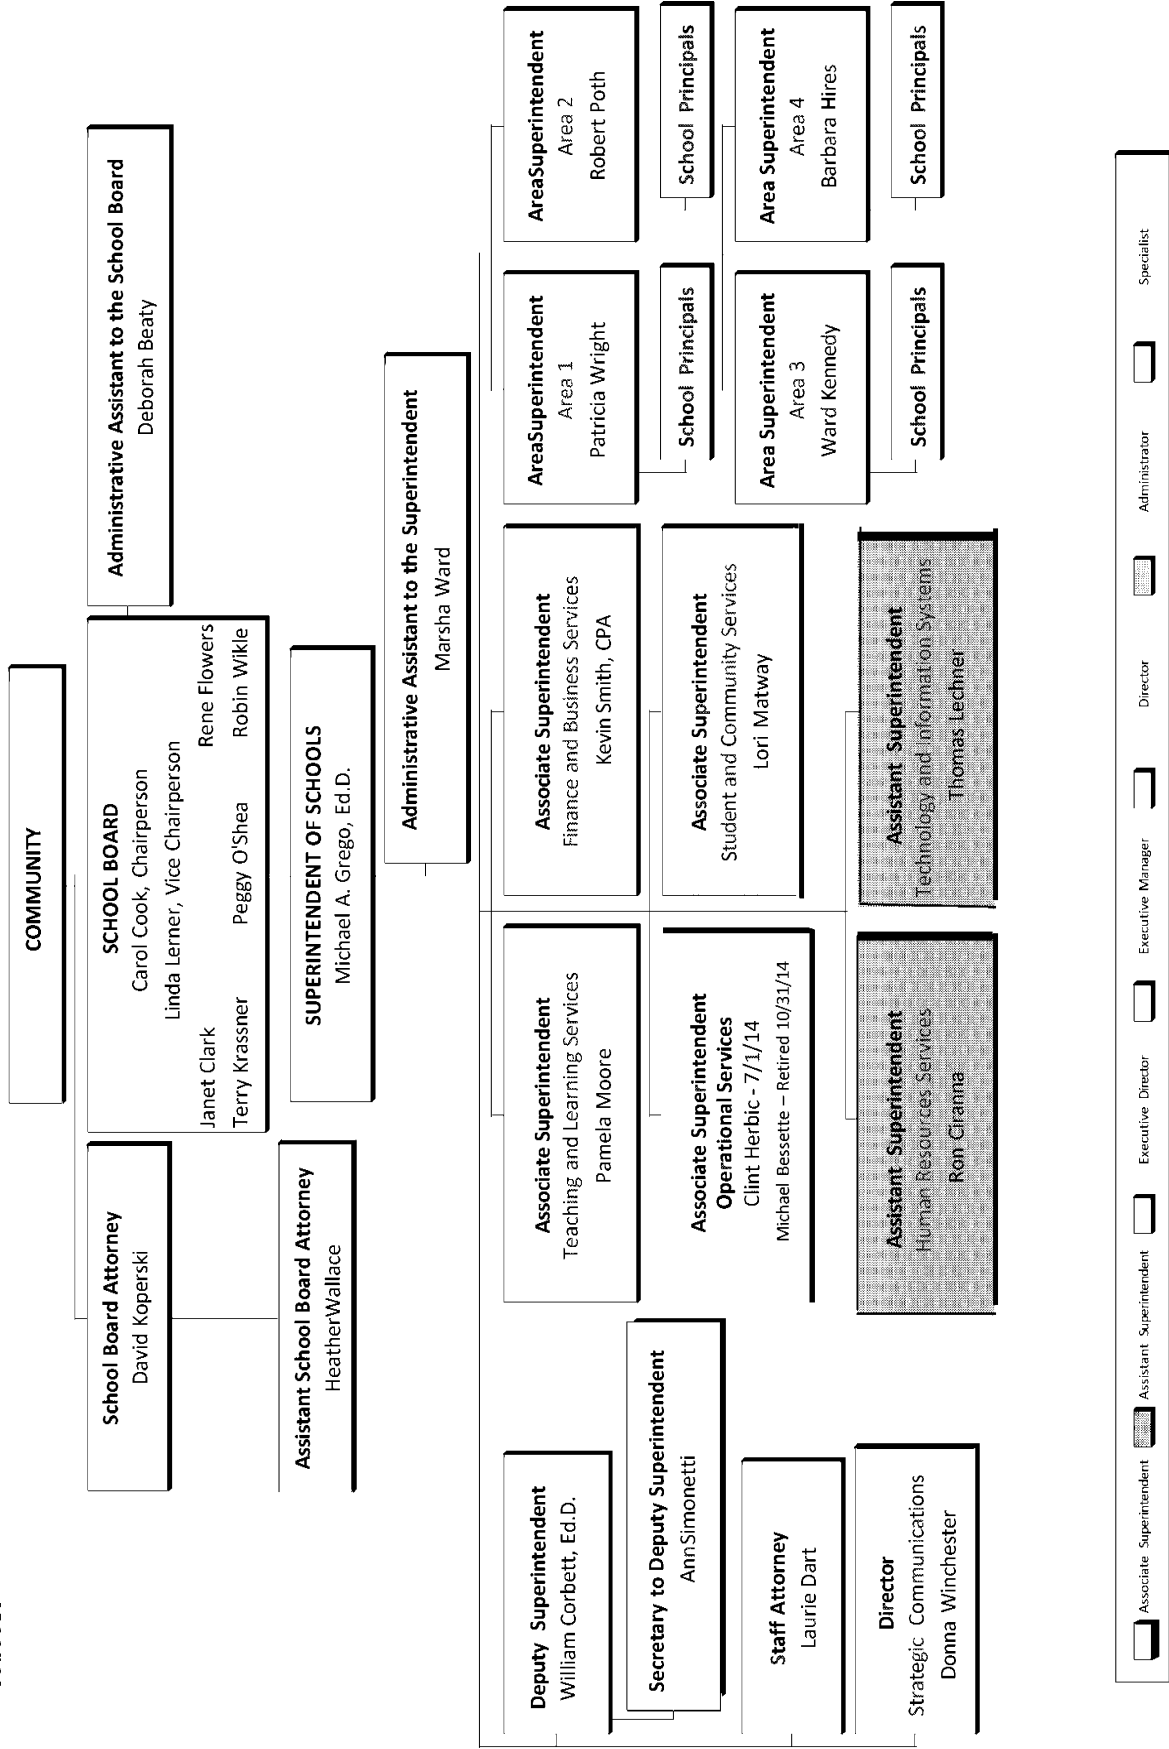 COMMUNITY
School Board Attorney
David Koperski
SCHOOL BOARD
Carol Cook, Chairperson
Linda Lerner, Vice Chairperson
Janet Clark Rene Flowers
Terry Krassner Peggy O'Shea Robin Wikle
Administrative Assistant to the School Board
Deborah Beaty
Assistant School Board Attorney
HeatherWallace
SUPERINTENDENT OF SCHOOLS
Michael A. Grego, Ed.D.
Administrative Assistant to the Superintendent
Marsha Ward
Deputy Superintendent
William Corbett, Ed.D.
Secretary to Deputy Superintendent
AnnSimonetti
Staff Attorney
Laurie Dart
Director
Strategic Communications
Donna Winchester
Associate Superintendent
Teaching and Learning Services
Pamela Moore
Associate Superintendent
Finance and Business Services
Kevin Smith, CPA
Associate Superintendent
Operational Services
Clint Herbic - 7/1/14
Michael Bessette – Retired 10/31/14
Associate Superintendent
Student and Community Services
Lori Matway
Assistant Superintendent
Human Resources Services
Ron Ciranna
Assistant Superintendent
Technology and Information Systems
Thomas Lechner
AreaSuperintendent
Area 1
Patricia Wright
School Principals
AreaSuperintendent
Area 2
Robert Poth
School Principals
Area Superintendent
Area 3
Ward Kennedy
School Principals
Area Superintendent
Area 4
Barbara Hires
School Principals
Associate Superintendent Assistant Superintendent Executive Director Executive Manager Director Administrator Specialist